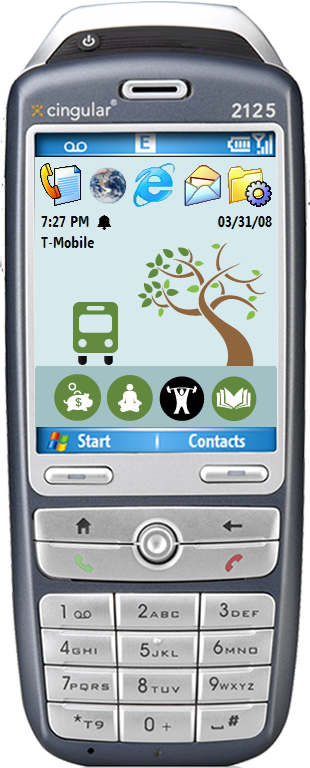 cingular®
2125
E
7:27 PM 03/31/08
T-Mobile
$
Start Contacts
1 2ABC 3DEF
4GHI 5JKL 6MNO
7PQRS 8TUV 9WXYZ
*T9 0 + #